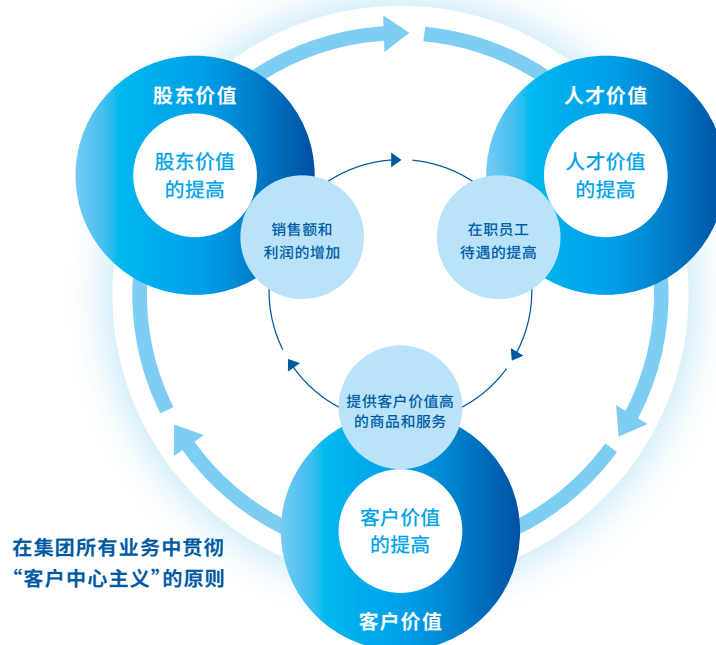 股东价值
股东价值
的提高
销售额和
利润的增加
人才价值
人才价值
的提高
在职员工
待遇的提高
提供客户价值高
的商品和服务
客户价值
的提高
客户价值
在集团所有业务中贯彻
“客户中心主义”的原则